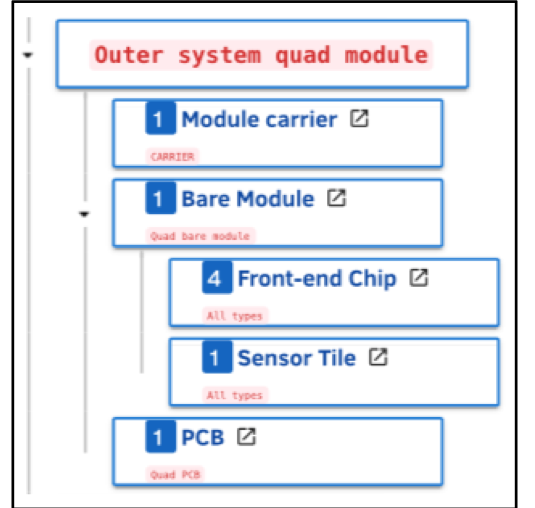 Outer system quad module
1 Module carrier
CARRIER
1 Bare Module
Quad bare module
4 Front-end Chip
All types
1 Sensor Tile
All types
1 PCB
Quad PCB